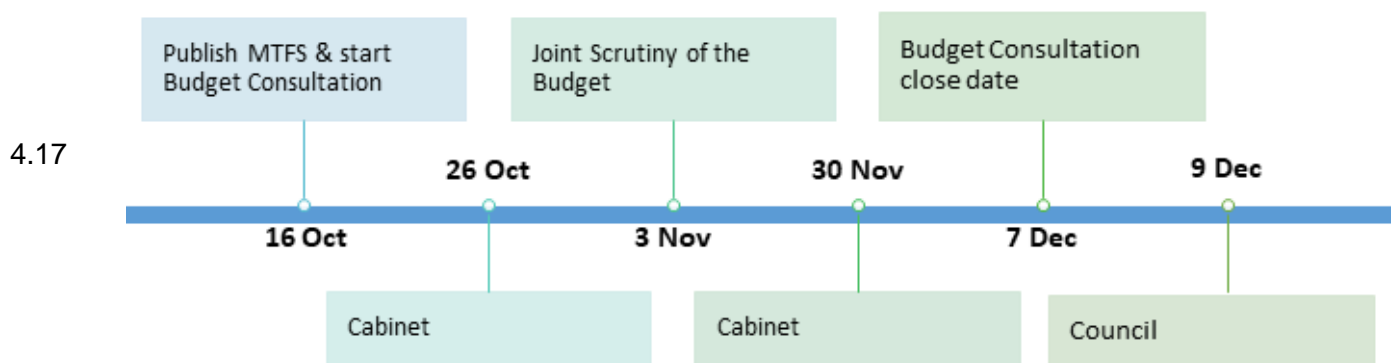 Publish MTFS & start
Budget Consultation
Joint Scrutiny of the
Budget
Budget Consultation
close date
4.17
26 Oct
30 Nov
9 Dec
16 Oct
3 Nov
7 Dec
Cabinet
Cabinet
Council